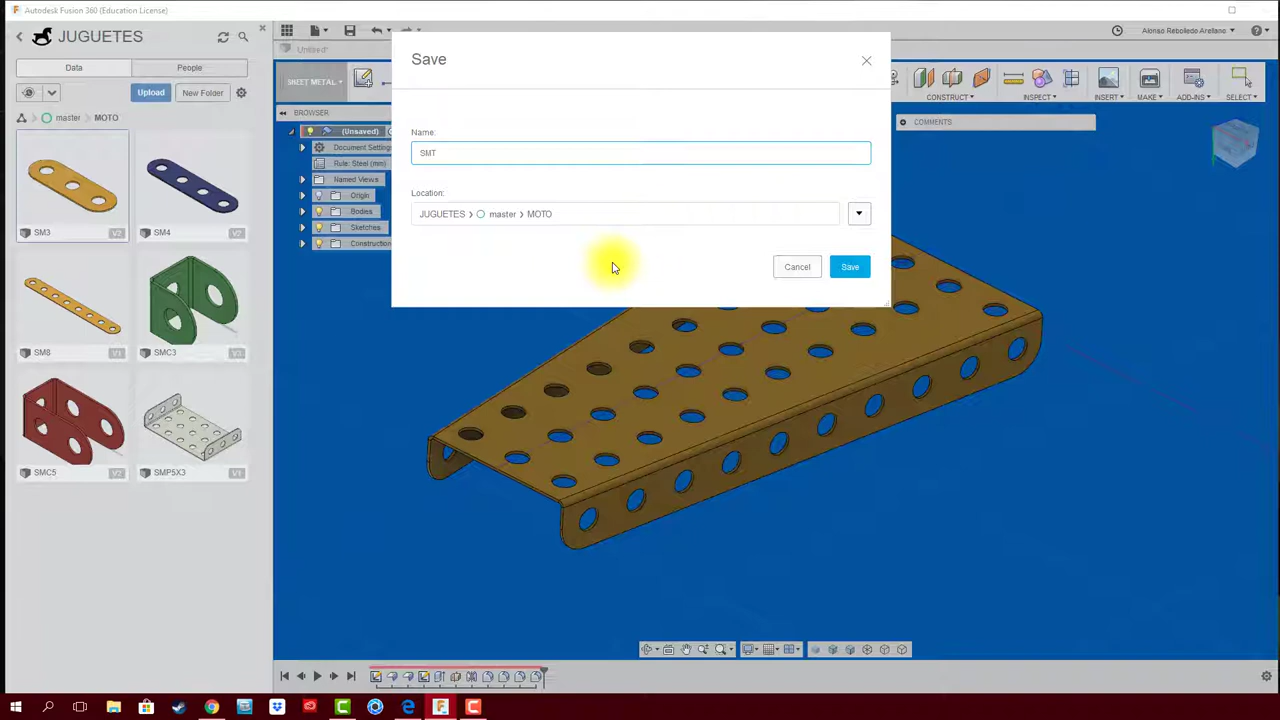 Autodesk Fusion 360 (Education License)
JUGUETES
Data
People
Upload
New Folder
master
MOTO
SM3
V2
SM4
V2
SM8
V1
SMC3
V3
SMC5
V2
SMP5X3
V1
Untitled*
Alonso Reboledo Arellano
SHEET METAL
CONSTRUCT
INSPECT
INSERT
MAKE
ADD-INS
SELECT
BROWSER
COMMENTS
(Unsaved)
Document Settings
Rule: Steel (mm)
Named Views
Origin
Bodies
Sketches
Construction
Save
Name:
SMT
Location:
JUGUETES > master > MOTO
Cancel
Save